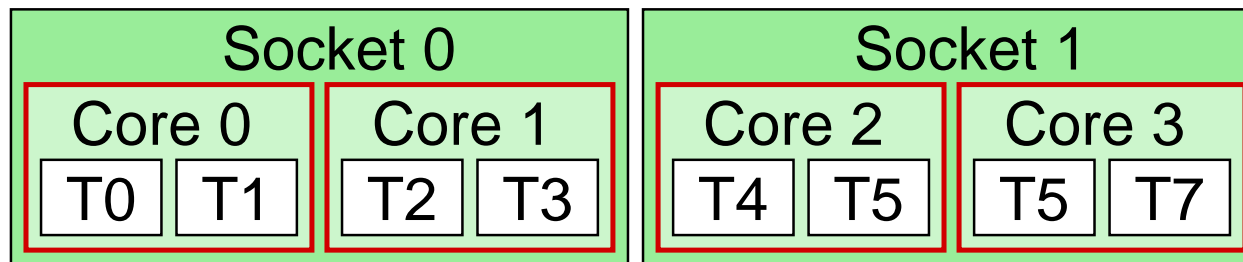 Socket 0
Socket 1
Core 0
Core 1
Core 2
Core 3
T0 T1
T2 T3
T4 T5
T5 T7